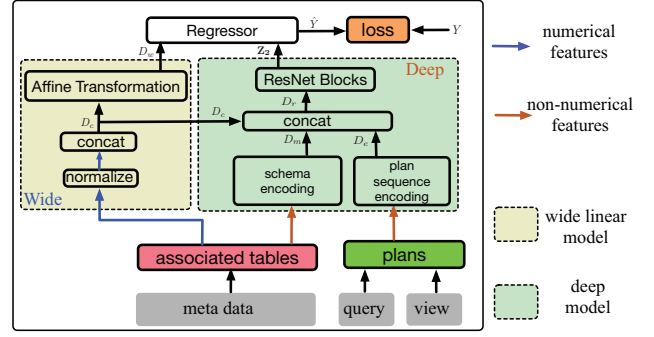 Regressor
Ŷ
loss
Y
D_w
Z_2
Affine Transformation
ResNet Blocks
Deep
D_r
D_c
D_c
concat
concat
D_m
D_e
normalize
schema
encoding
plan
sequence
encoding
Wide
associated tables
plans
meta data
query
view
numerical
features
non-numerical
features
wide linear
model
deep
model